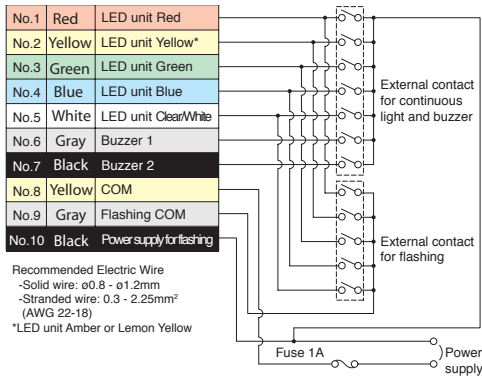 No.1 Red LED unit Red
No.2 Yellow LED unit Yellow*
No.3 Green LED unit Green
No.4 Blue LED unit Blue
No.5 White LED unit Clear/White
No.6 Gray Buzzer 1
No.7 Black Buzzer 2
No.8 Yellow COM
No.9 Gray Flashing COM
No.10 Black Power supply for flashing
External contact
for continuous
light and buzzer
External contact
for flashing
Recommended Electric Wire
-Solid wire: ø0.8 - ø1.2mm
-Stranded wire: 0.3 - 2.25mm²
(AWG 22-18)
*LED unit Amber or Lemon Yellow
Fuse 1A
Power
supply